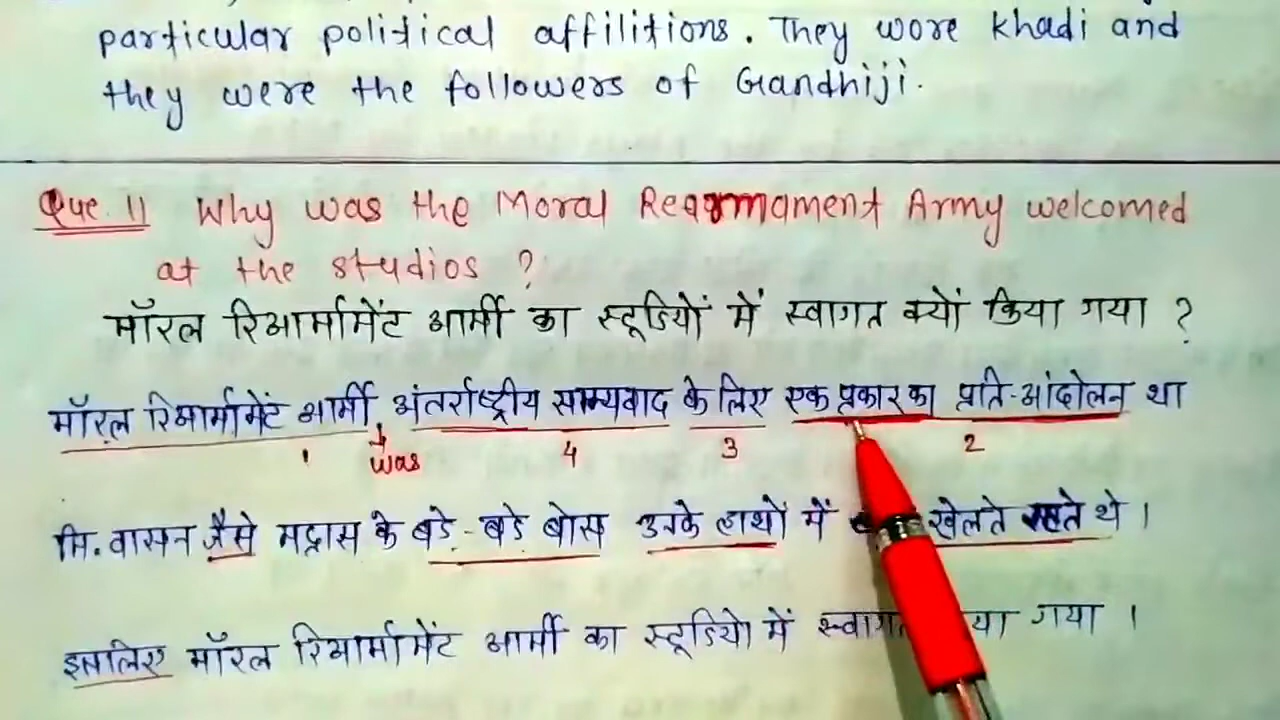 particular political affilitions. They wore khadi and
they were the followers of Gandhiji.
Que. 11 Why was the Moral Rearmament Army welcomed
at the studios ?
मॉरल रिआर्मामेंट आर्मी का स्टूडियों में स्वागत क्यों किया गया ?
मॉरल रिआर्मामेंट आर्मी अंतर्राष्ट्रीय साम्यवाद के लिए एक प्रकार का प्रति-आंदोलन था
1 was 4 3 2
मि. वासन जैसे मद्रास के बडे.-बडे बोस उनके हाथों में खेलते रहते थे ।
इसलिए मॉरल रिआर्मामेंट आर्मी का स्टूडियो में गया ।